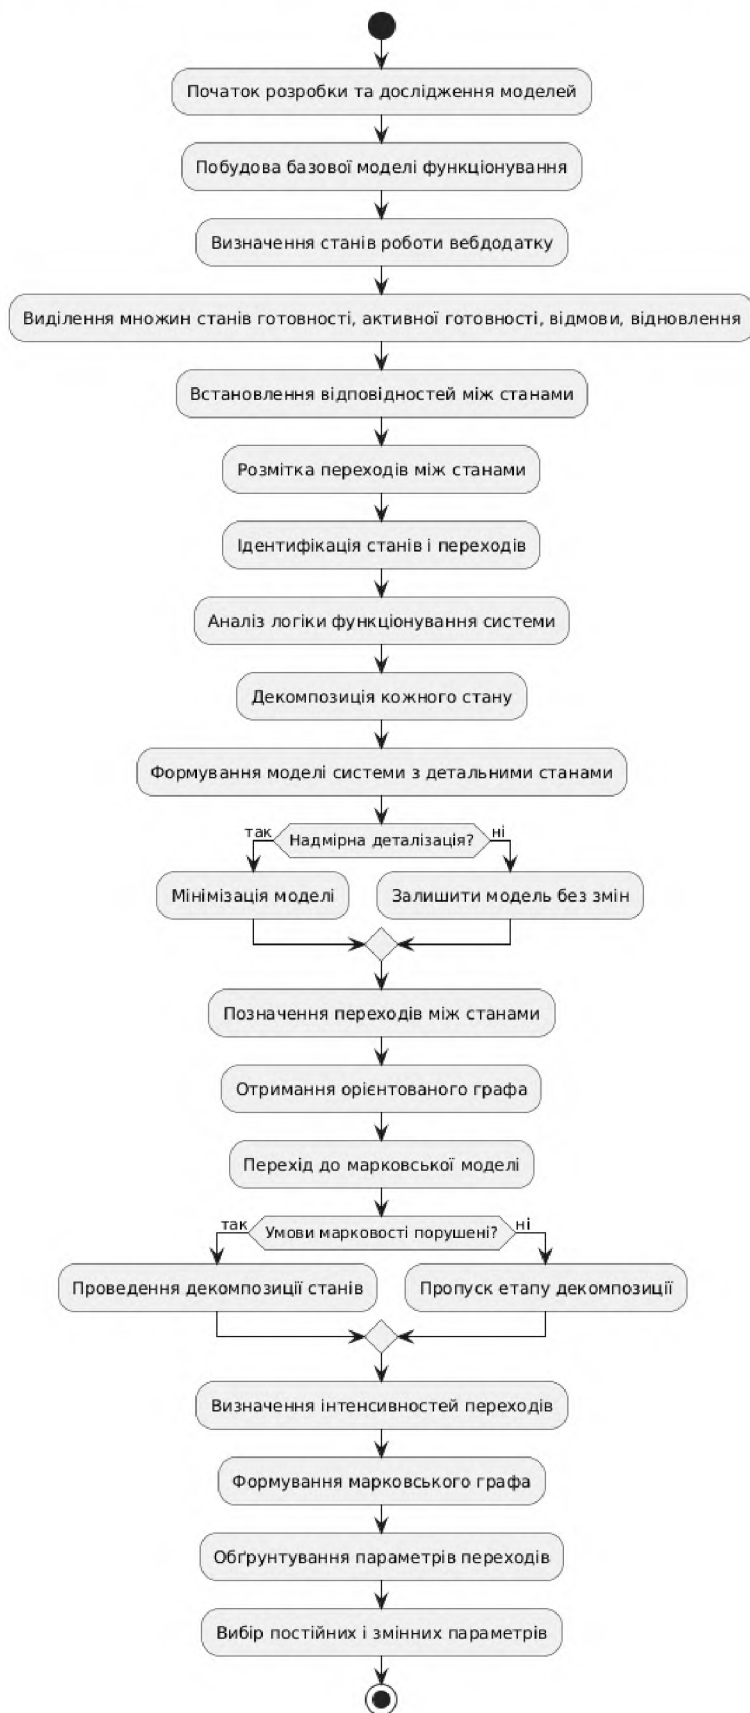 Початок розробки та дослідження моделей
Побудова базової моделі функціонування
Визначення станів роботи вебдодатку
Виділення множин станів готовності, активної готовності, відмови, відновлення
Встановлення відповідностей між станами
Розмітка переходів між станами
Ідентифікація станів і переходів
Аналіз логіки функціонування системи
Декомпозиція кожного стану
Формування моделі системи з детальними станами
так
Надмірна деталізація?
ні
Мінімізація моделі
Залишити модель без змін
Позначення переходів між станами
Отримання орієнтованого графа
Перехід до марковської моделі
так
Умови марковості порушені?
ні
Проведення декомпозиції станів
Пропуск етапу декомпозиції
Визначення інтенсивностей переходів
Формування марковського графа
Обґрунтування параметрів переходів
Вибір постійних і змінних параметрів